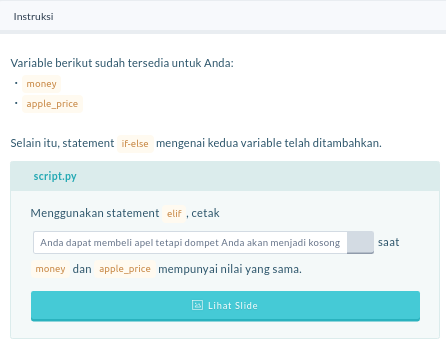 Instruksi
Variable berikut sudah tersedia untuk Anda:
• money
• apple_price
Selain itu, statement if-else mengenai kedua variable telah ditambahkan.
script.py
Menggunakan statement elif , cetak
Anda dapat membeli apel tetapi dompet Anda akan menjadi kosong saat
money dan apple_price mempunyai nilai yang sama.
Lihat Slide